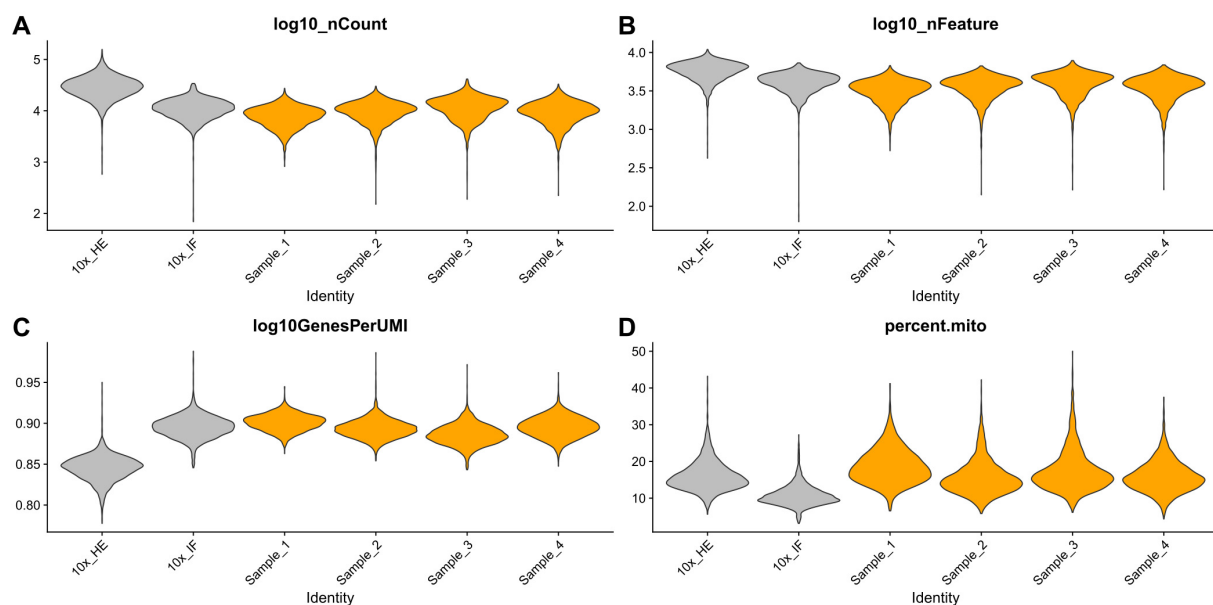 A
log10_nCount
5
4
3
2
10x_HE
10x_IF
Sample_1
Sample_2
Sample_3
Sample_4
Identity
B
log10_nFeature
4.0
3.5
3.0
2.5
2.0
10x_HE
10x_IF
Sample_1
Sample_2
Sample_3
Sample_4
Identity
C
log10GenesPerUMI
0.95
0.90
0.85
0.80
10x_HE
10x_IF
Sample_1
Sample_2
Sample_3
Sample_4
Identity
D
percent.mito
50
40
30
20
10
10x_HE
10x_IF
Sample_1
Sample_2
Sample_3
Sample_4
Identity